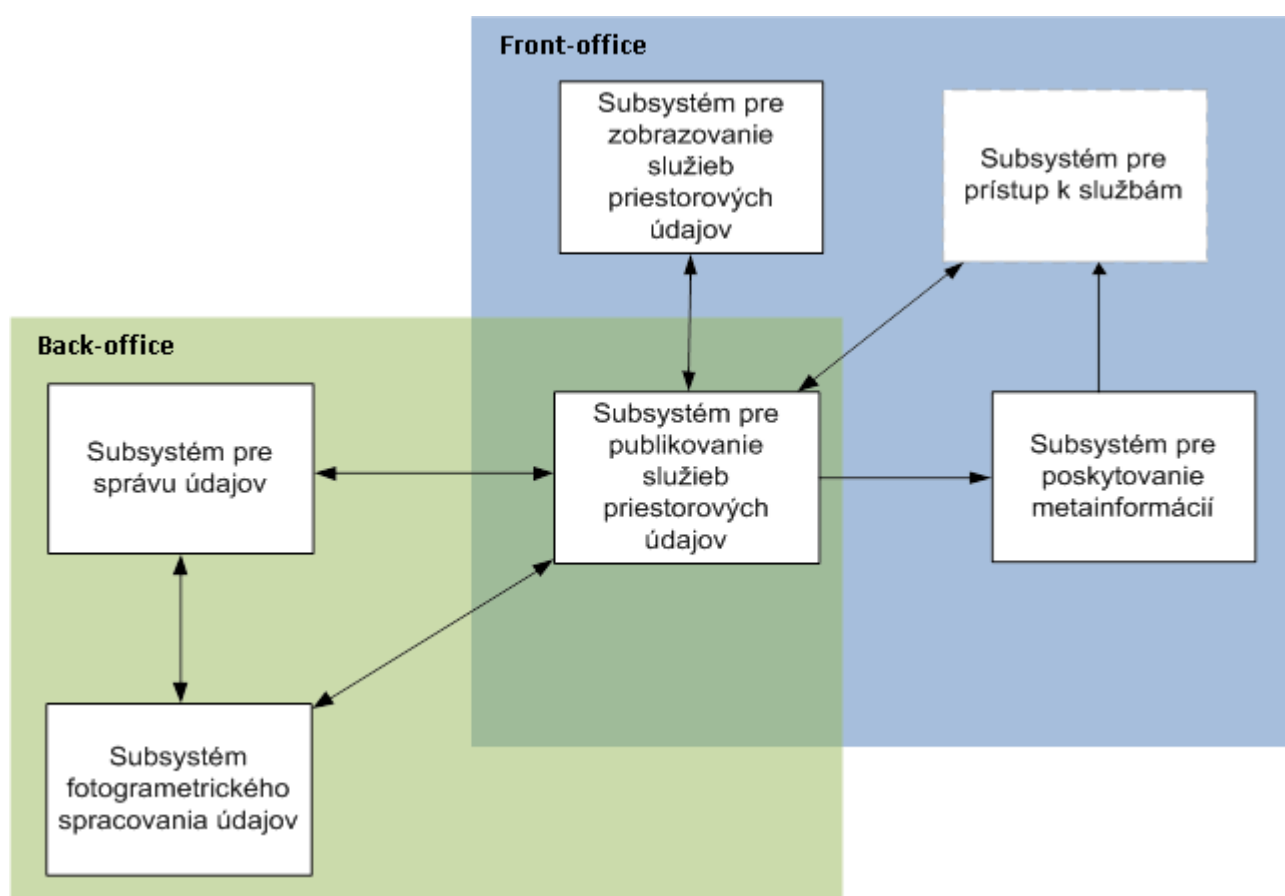 Front-office
Subsystém pre
zobrazovanie
služieb
priestorových
údajov
Subsystém pre
prístup k službám
Back-office
Subsystém pre
správu údajov
Subsystém pre
publikovanie
služieb
priestorových
údajov
Subsystém pre
poskytovanie
metainformácií
Subsystém
fotogrametrického
spracovania údajov